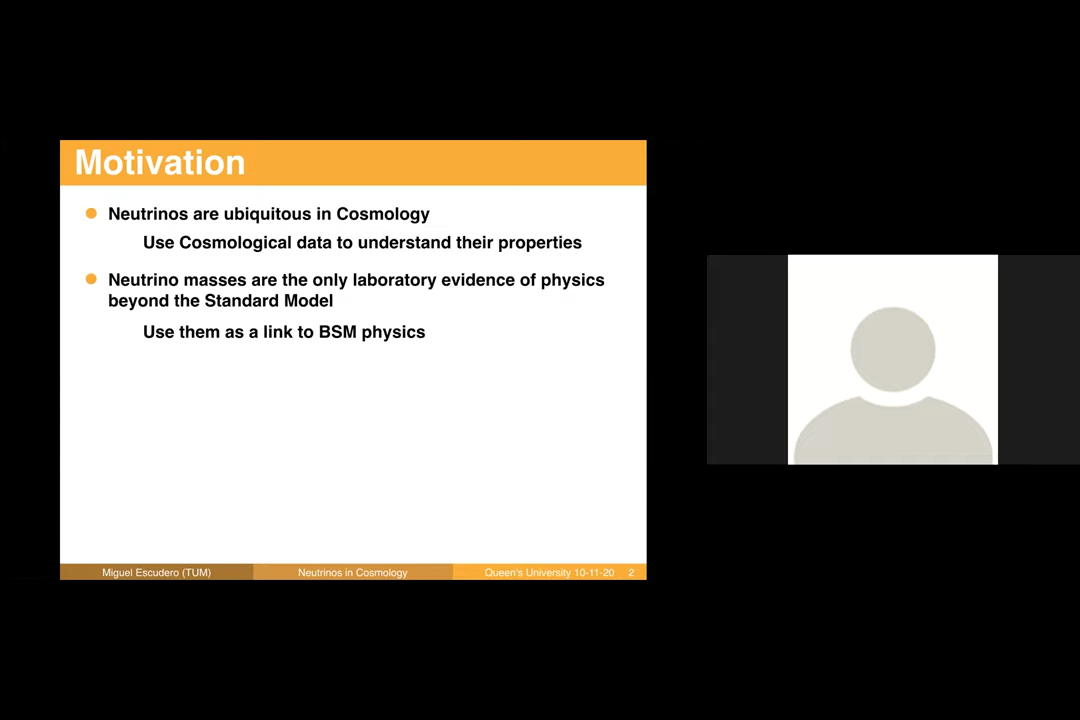 Motivation
Neutrinos are ubiquitous in Cosmology
Use Cosmological data to understand their properties
Neutrino masses are the only laboratory evidence of physics
beyond the Standard Model
Use them as a link to BSM physics
Miguel Escudero (TUM) Neutrinos in Cosmology Queen's University 10-11-20 2